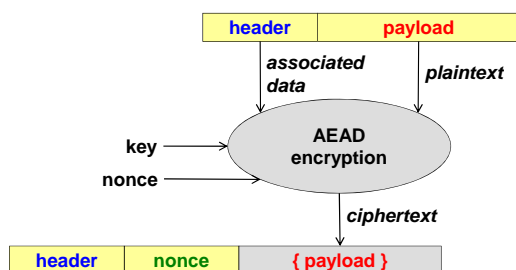 header payload
associated
data
plaintext
AEAD
encryption
key
nonce
ciphertext
header nonce { payload }